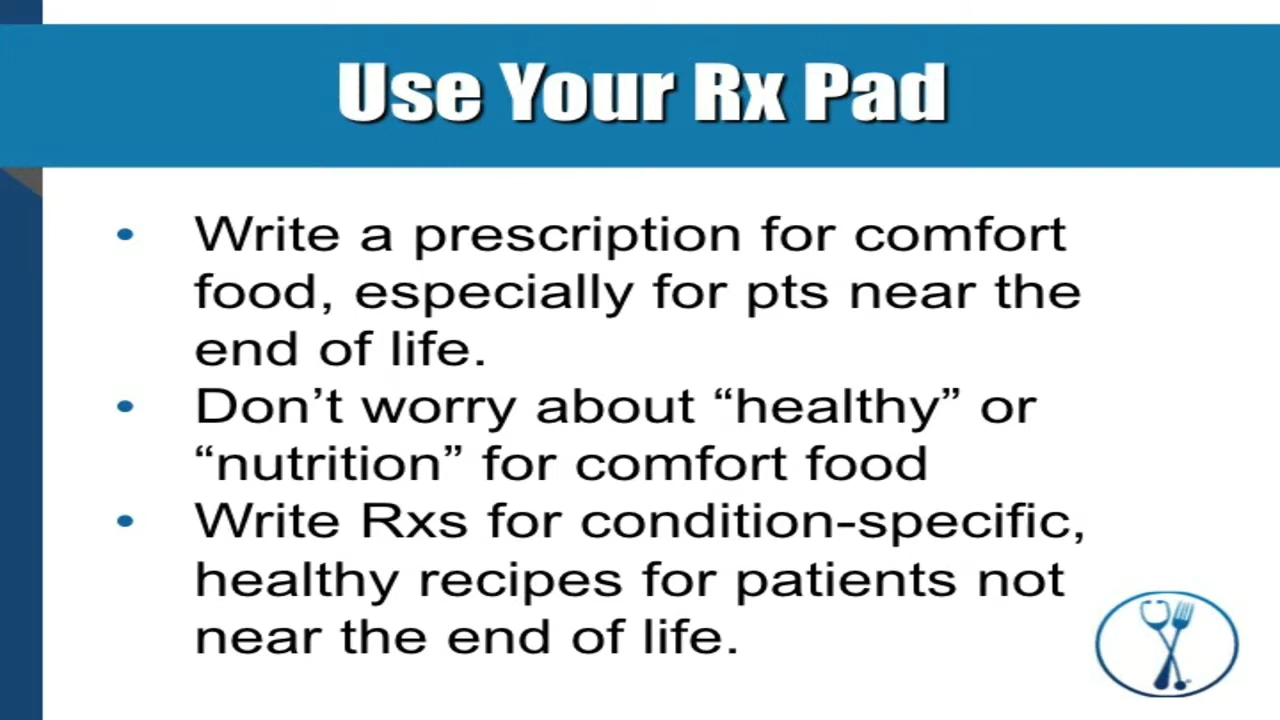 Use Your Rx Pad
• Write a prescription for comfort
food, especially for pts near the
end of life.
• Don’t worry about “healthy” or
“nutrition” for comfort food
• Write Rxs for condition-specific,
healthy recipes for patients not
near the end of life.